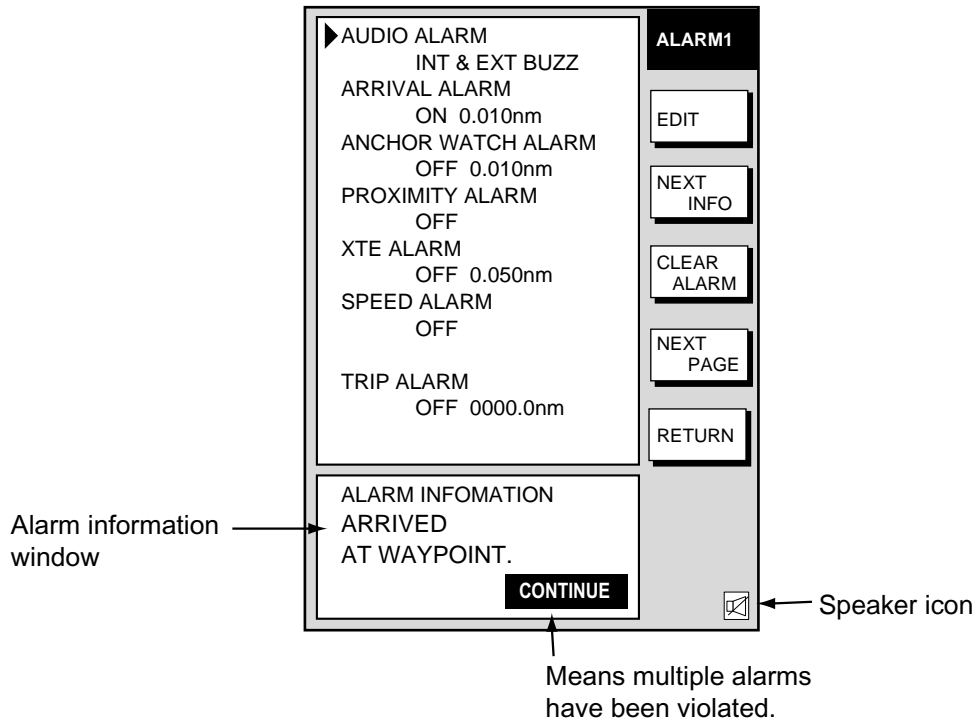 AUDIO ALARM
INT & EXT BUZZ
ARRIVAL ALARM
ON 0.010nm
ANCHOR WATCH ALARM
OFF 0.010nm
PROXIMITY ALARM
OFF
XTE ALARM
OFF 0.050nm
SPEED ALARM
OFF
TRIP ALARM
OFF 0000.0nm
ALARM1
EDIT
NEXT
INFO
CLEAR
ALARM
NEXT
PAGE
RETURN
ALARM INFOMATION
ARRIVED
AT WAYPOINT.
CONTINUE
Alarm information
window
Speaker icon
Means multiple alarms
have been violated.